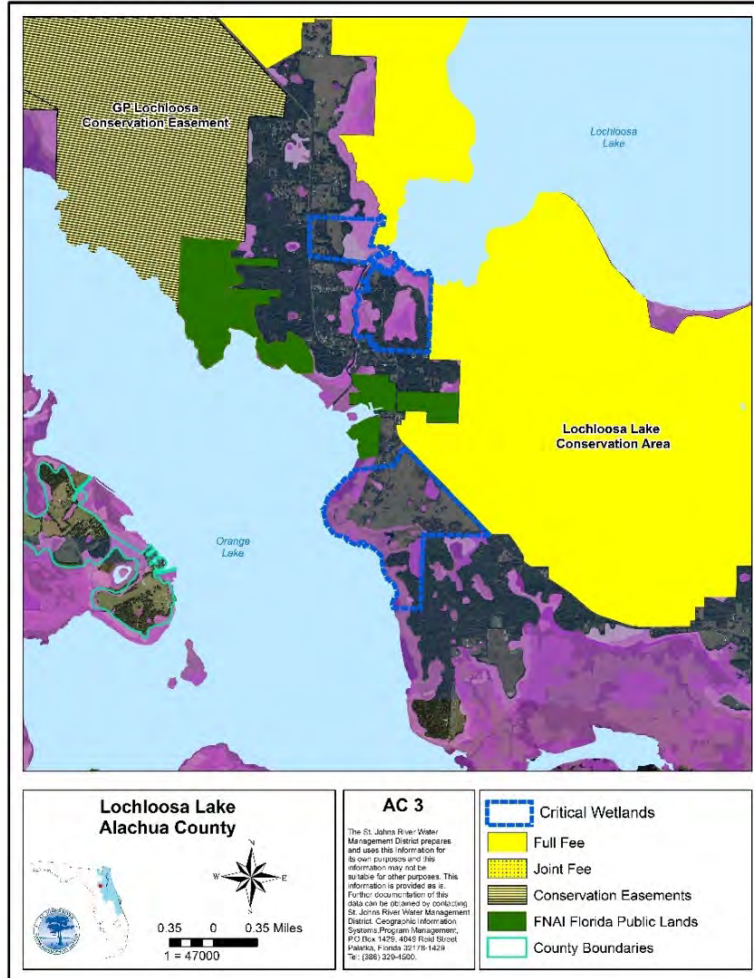 GP Lochloosa
Conservation Easement
Lochloosa
Lake
Lochloosa Lake
Conservation Area
Orange
Lake
Lochloosa Lake
Alachua County
N
W
E
S
0.35 0 0.35 Miles
1 = 47000
AC 3
The St. Johns River Water
Management District prepares
and uses this information for
its own purposes and this
information may not be
suitable for other purposes. This
information is provided as is.
Further documentation of this
data can be obtained by contacting
St. Johns River Water Management
District, Geographic Information
Systems, Program Management,
P.O.Box 1429, 4049 Reid Street
Palatka, Florida 32178-1429
Tel: (386) 329-4500.
Critical Wetlands
Full Fee
Joint Fee
Conservation Easements
FNAI Florida Public Lands
County Boundaries